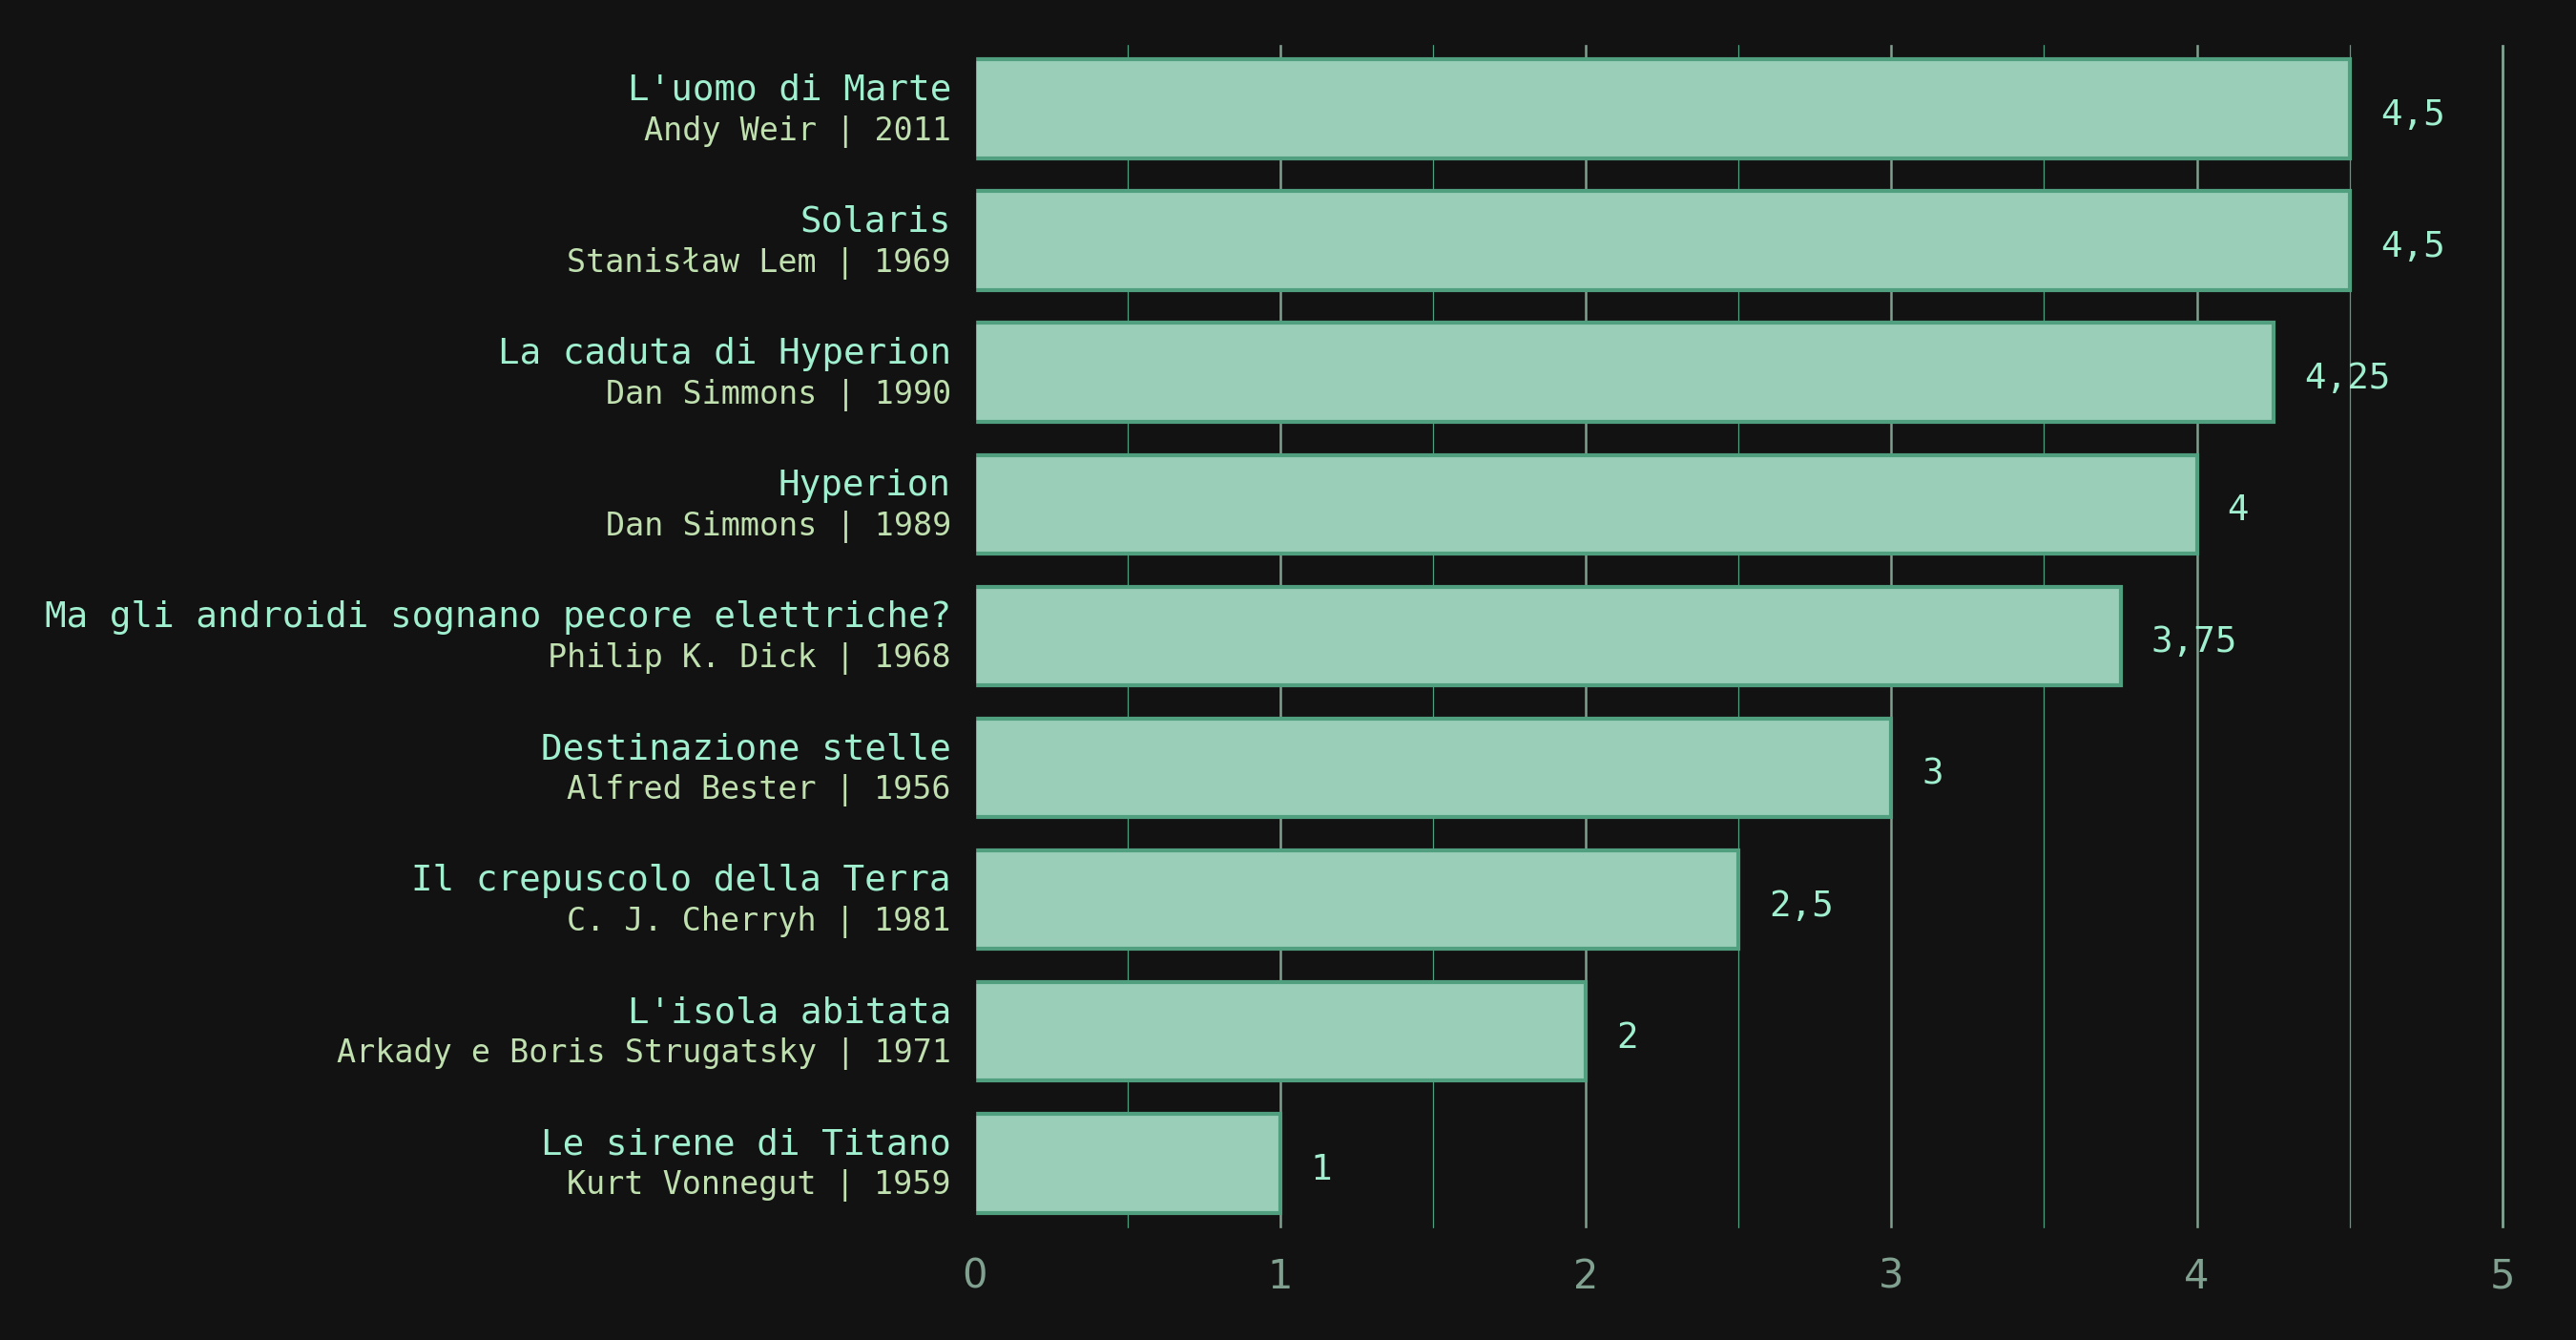 L'uomo di Marte
Andy Weir | 2011
4,5
Solaris
Stanisław Lem | 1969
4,5
La caduta di Hyperion
Dan Simmons | 1990
4,25
Hyperion
Dan Simmons | 1989
4
Ma gli androidi sognano pecore elettriche?
Philip K. Dick | 1968
3,75
Destinazione stelle
Alfred Bester | 1956
3
Il crepuscolo della Terra
C. J. Cherryh | 1981
2,5
L'isola abitata
Arkady e Boris Strugatsky | 1971
2
Le sirene di Titano
Kurt Vonnegut | 1959
1
0 1 2 3 4 5